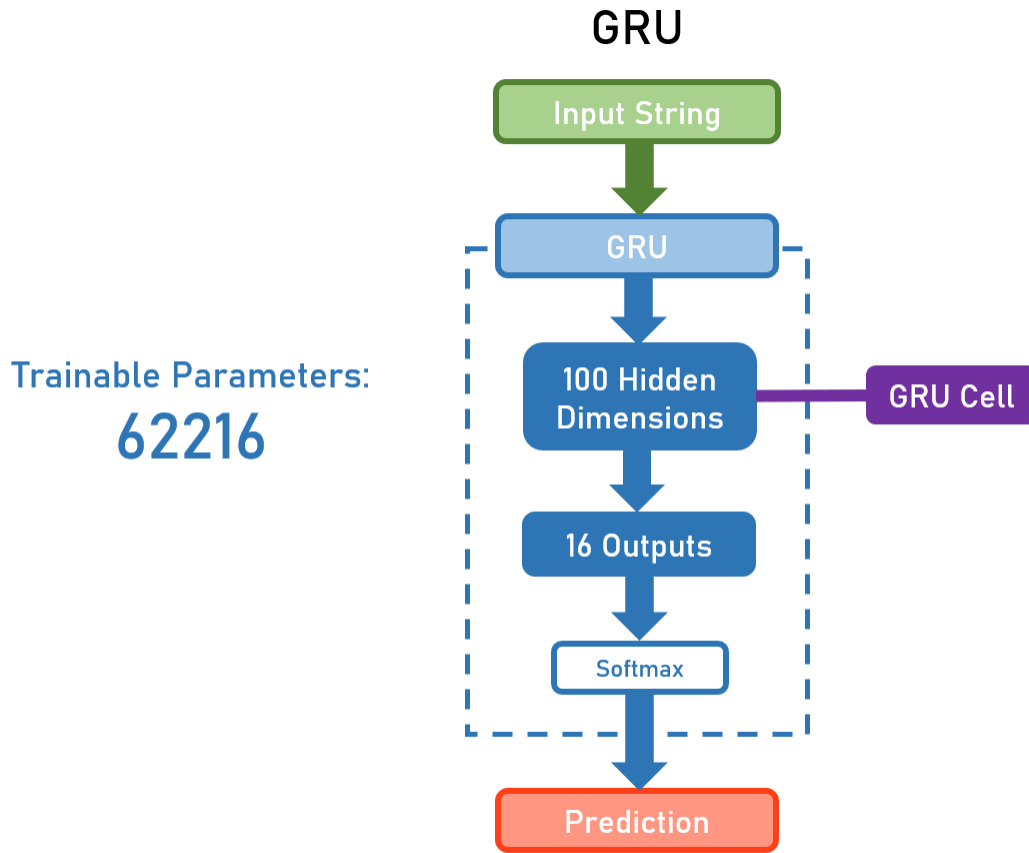 GRU
Input String
GRU
Trainable Parameters:
62216
100 Hidden
Dimensions
GRU Cell
16 Outputs
Softmax
Prediction